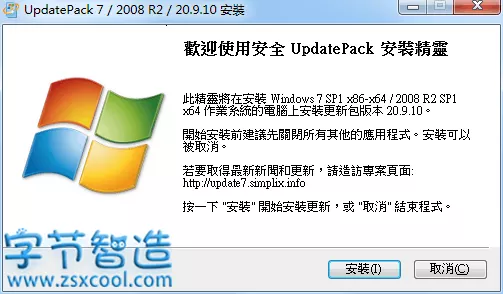 UpdatePack 7 / 2008 R2 / 20.9.10 安裝
歡迎使用安全 UpdatePack 安裝精靈
此精靈將在安裝 Windows 7 SP1 x86-x64 / 2008 R2 SP1
x64 作業系統的電腦上安裝更新包版本 20.9.10。
開始安裝前建議先關閉所有其他的應用程式。安裝可以
被取消。
若要取得最新新聞和更新，請造訪專案頁面:
http://update7.simplix.info
按一下 "安裝" 開始安裝更新，或 "取消" 結束程式。
字节智造
www.zsxcool.com
安裝(I)
取消(C)